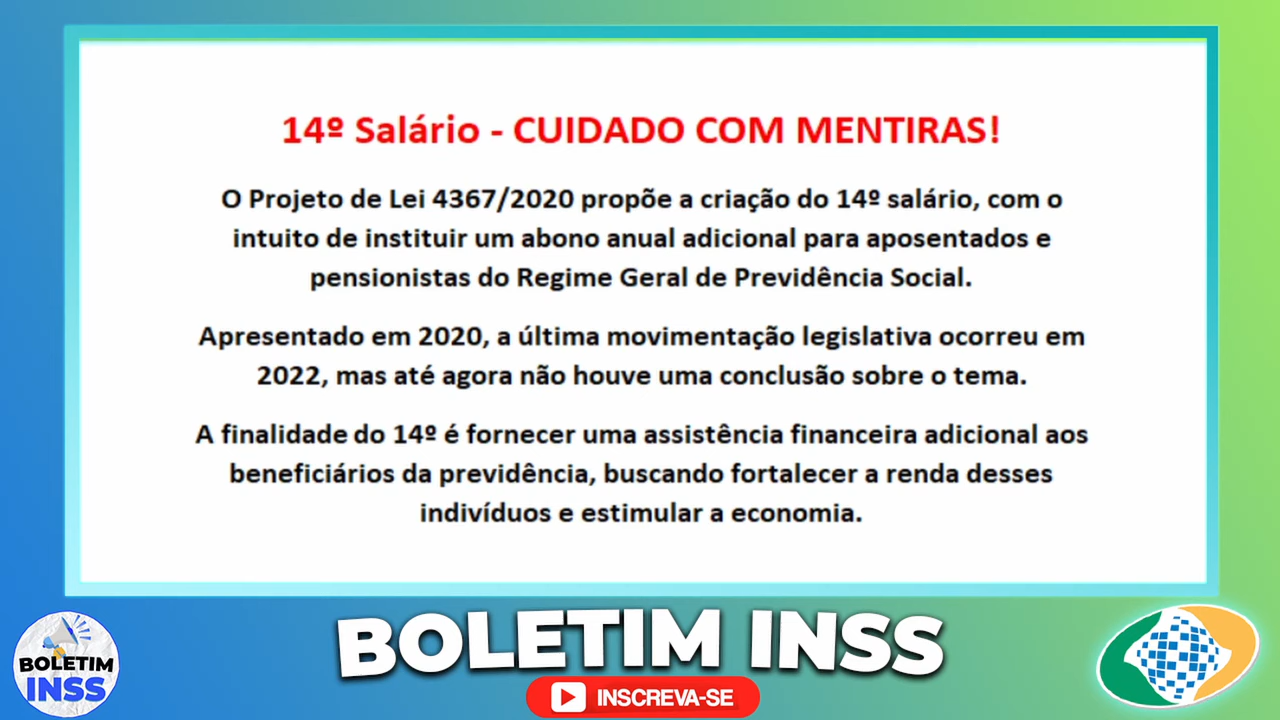 14º Salário - CUIDADO COM MENTIRAS!
O Projeto de Lei 4367/2020 propõe a criação do 14º salário, com o
intuito de instituir um abono anual adicional para aposentados e
pensionistas do Regime Geral de Previdência Social.
Apresentado em 2020, a última movimentação legislativa ocorreu em
2022, mas até agora não houve uma conclusão sobre o tema.
A finalidade do 14º é fornecer uma assistência financeira adicional aos
beneficiários da previdência, buscando fortalecer a renda desses
indivíduos e estimular a economia.
BOLETIM INSS
INSCREVA-SE
BOLETIM
INSS